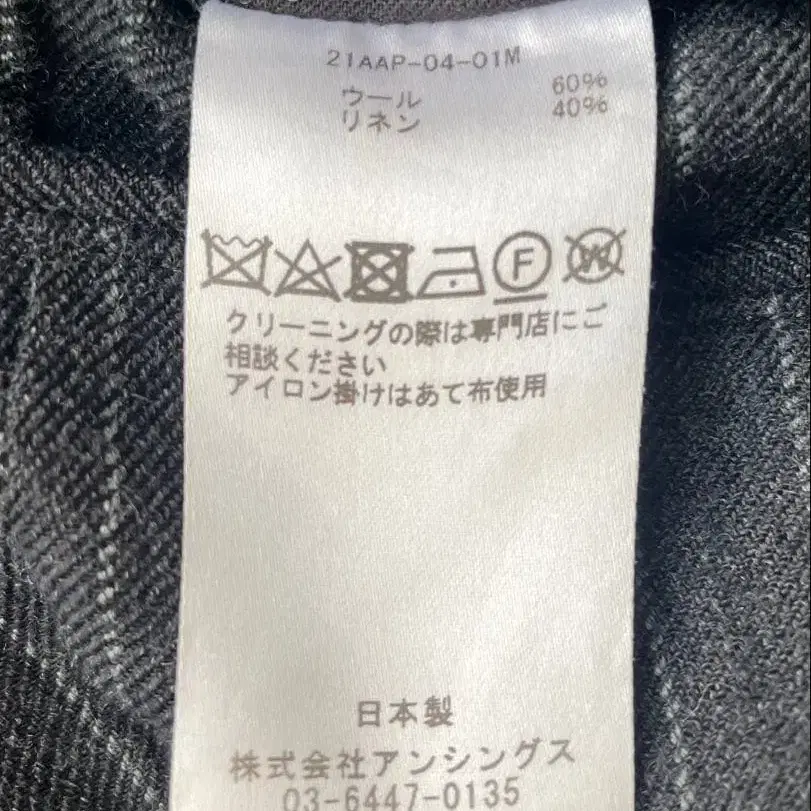 21AAP-04-01M
ウール 60%
リネン 40%
F W
クリーニングの際は専門店にご
相談ください
アイロン掛けはあて布使用
日本製
株式会社アンシングス
03-6447-0135